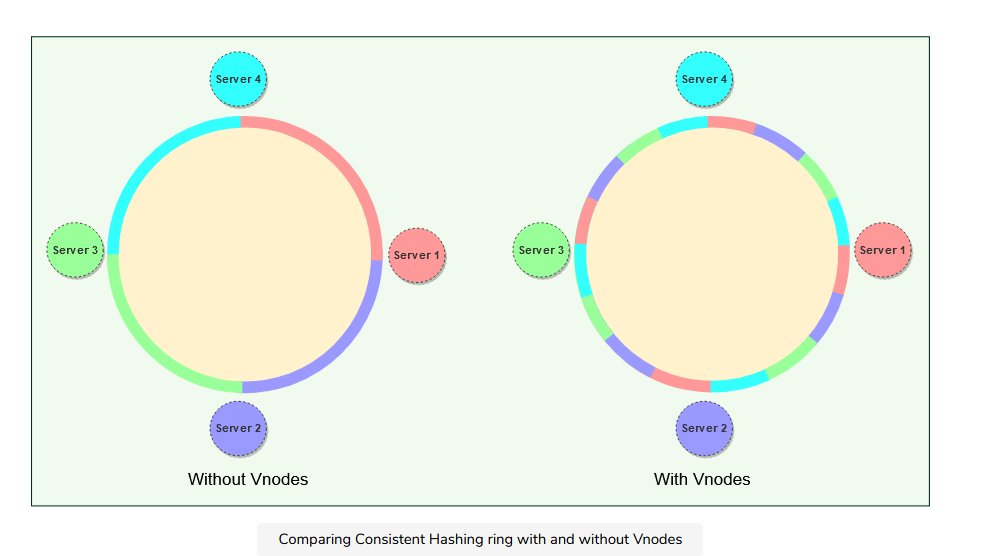 Server 4
Server 3
Server 1
Server 2
Without Vnodes
Server 4
Server 3
Server 1
Server 2
With Vnodes
Comparing Consistent Hashing ring with and without Vnodes